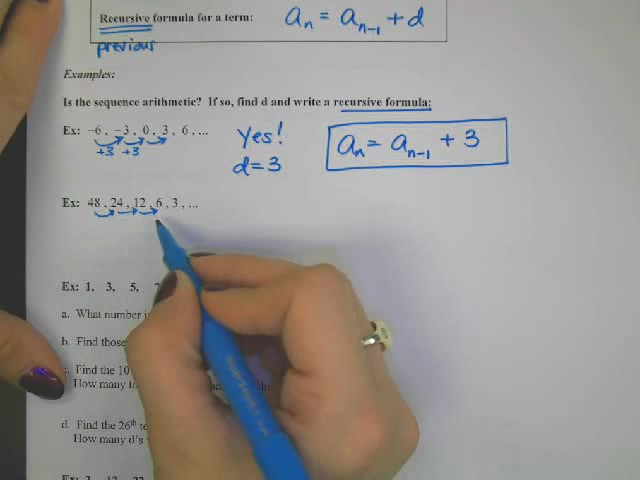 Recursive formula for a term: aₙ = aₙ₋₁ + d
previous
Examples:
Is the sequence arithmetic? If so, find d and write a recursive formula:
Ex: −6, −3, 0, 3, 6, ... Yes! aₙ = aₙ₋₁ + 3
+3 +3 d = 3
Ex: 48, 24, 12, 6, 3, ...
Ex: 1, 3, 5,
a. What number
b. Find those
c. Find the 10
How many
d. Find the 26th
How many d's